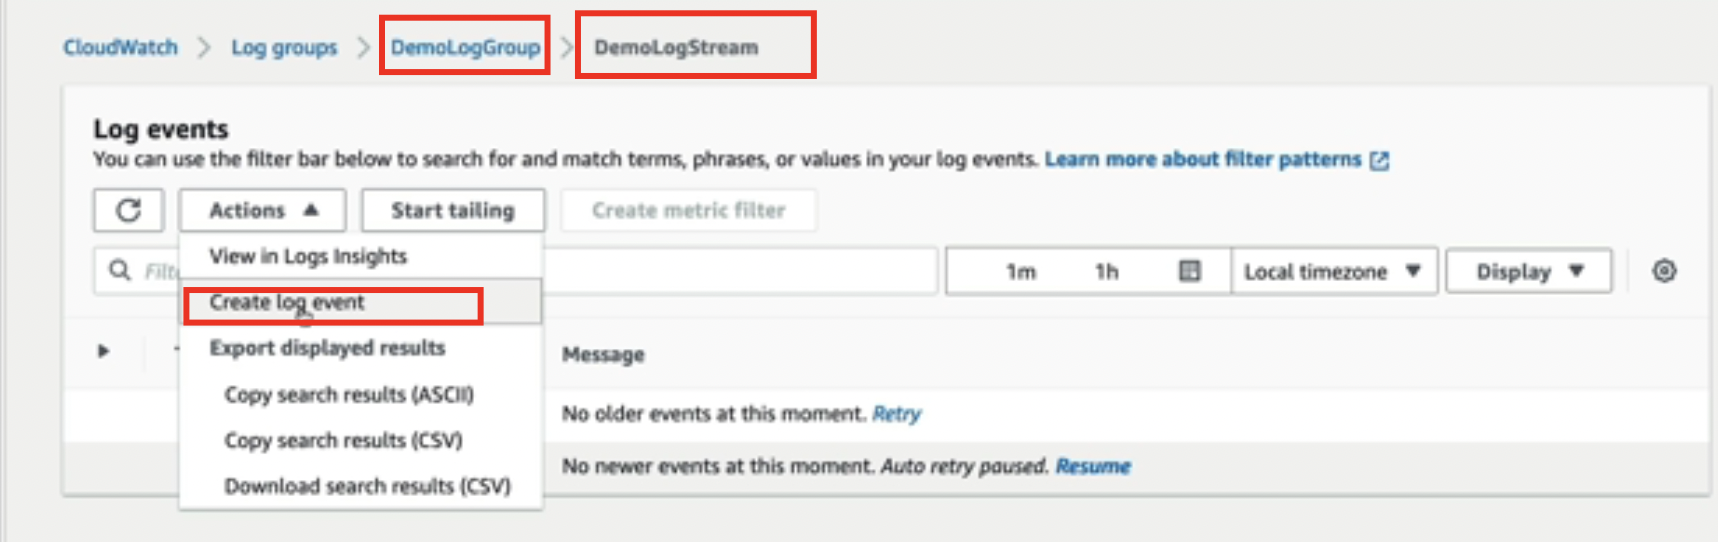 CloudWatch > Log groups > DemoLogGroup > DemoLogStream
Log events
You can use the filter bar below to search for and match terms, phrases, or values in your log events. Learn more about filter patterns
Actions Start tailing Create metric filter
View in Logs Insights
1m 1h Local timezone Display
Create log event
Export displayed results
Message
Copy search results (ASCII)
No older events at this moment. Retry
Copy search results (CSV)
No newer events at this moment. Auto retry paused. Resume
Download search results (CSV)